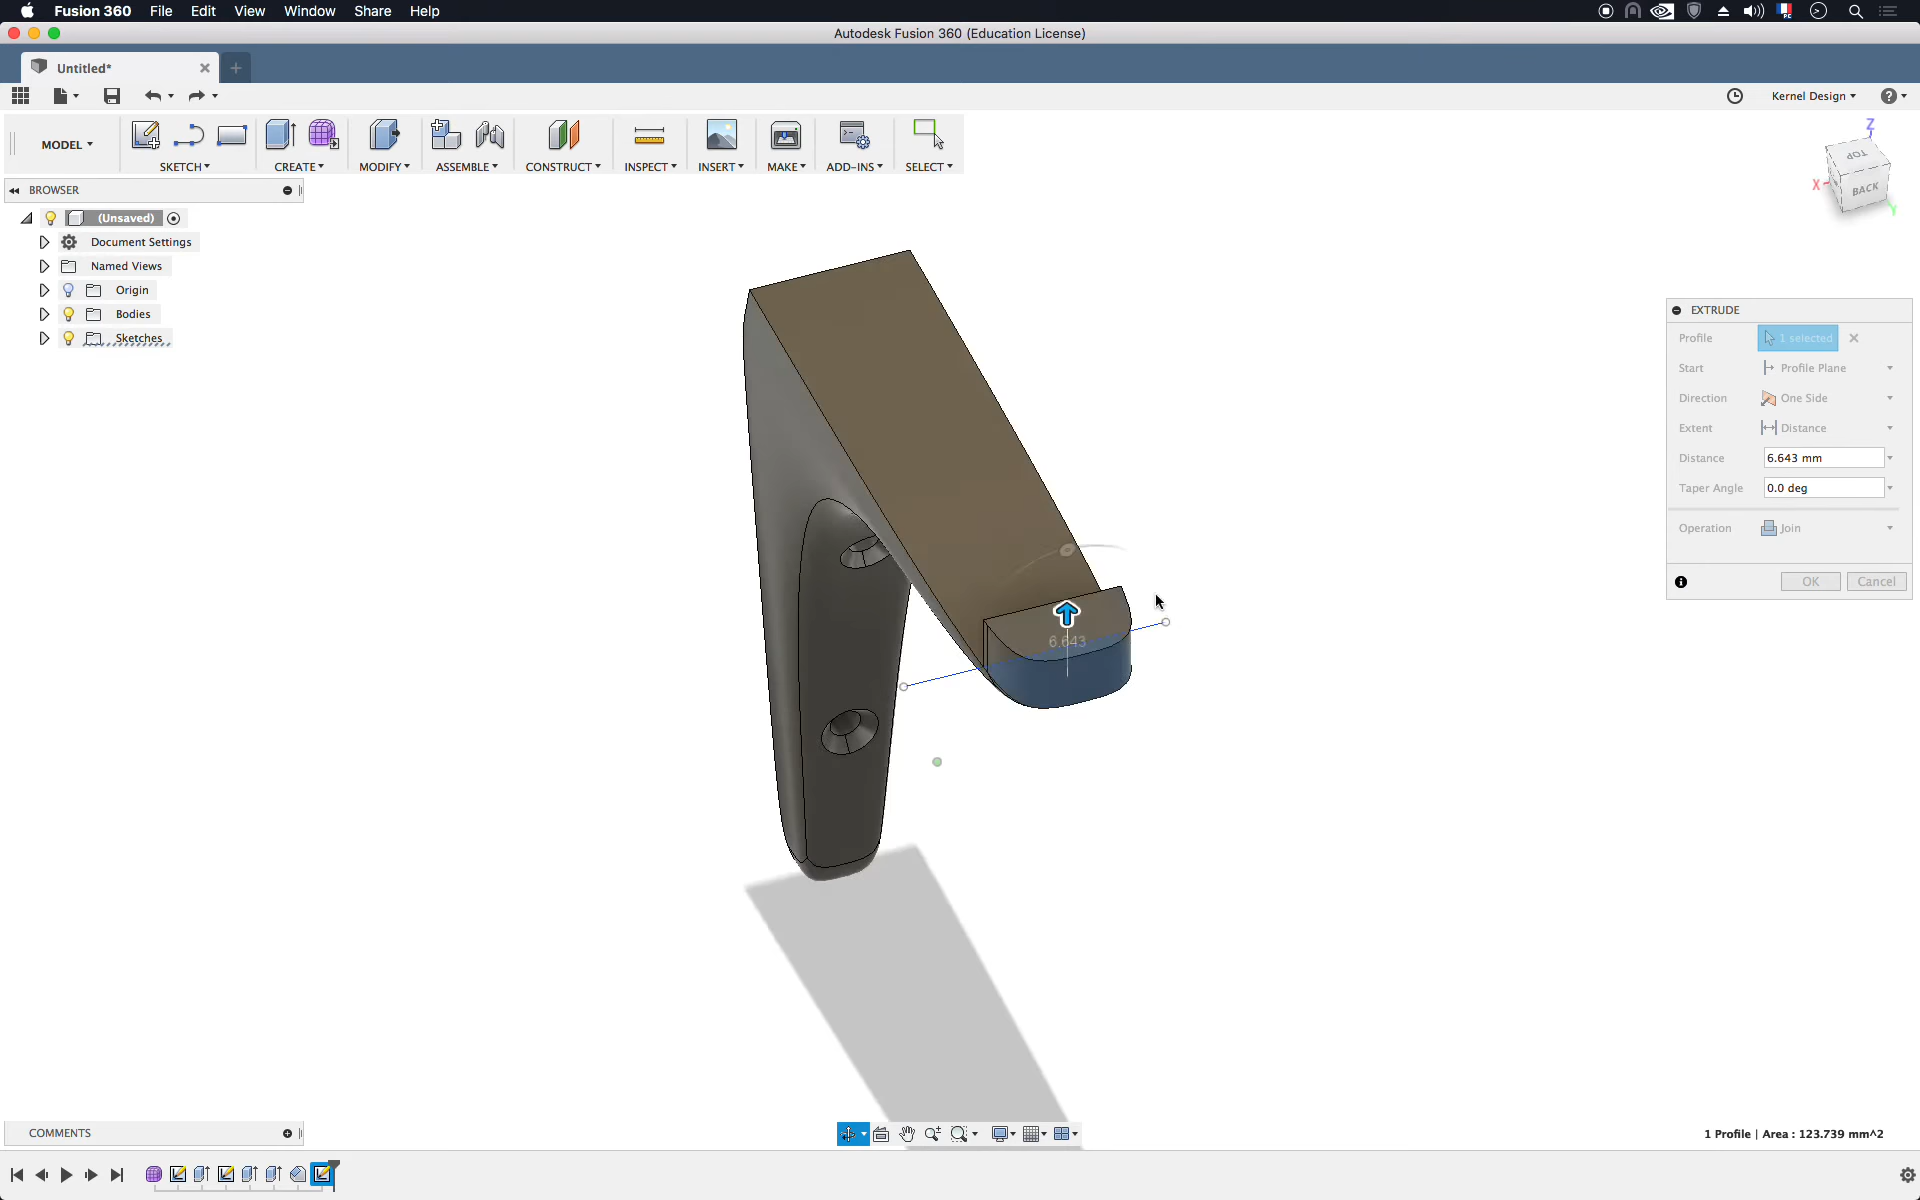 Fusion 360 File Edit View Window Share Help
Autodesk Fusion 360 (Education License)
Untitled*
Kernel Design
MODEL
SKETCH CREATE MODIFY ASSEMBLE CONSTRUCT INSPECT INSERT MAKE ADD-INS SELECT
Z
TOP
X
BACK
Y
BROWSER
(Unsaved)
Document Settings
Named Views
Origin
Bodies
Sketches
EXTRUDE
Profile 1 selected
Start Profile Plane
Direction One Side
Extent Distance
Distance 6.643 mm
Taper Angle 0.0 deg
Operation Join
OK Cancel
6.643
COMMENTS
1 Profile | Area : 123.739 mm^2